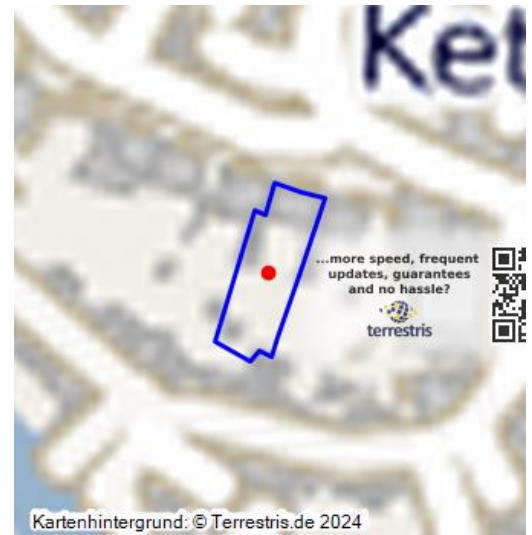 Ket
...more speed, frequent
updates, guarantees
and no hassle?
terrestris
Kartenhintergrund: © Terrestris.de 2024